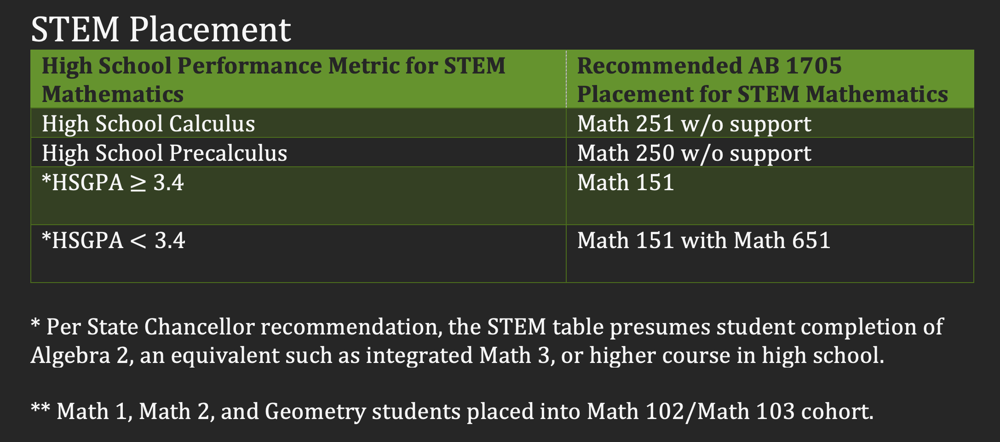 STEM Placement
High School Performance Metric for STEM
Mathematics
Recommended AB 1705
Placement for STEM Mathematics
High School Calculus
Math 251 w/o support
High School Precalculus
Math 250 w/o support
*HSGPA ≥ 3.4
Math 151
*HSGPA < 3.4
Math 151 with Math 651
* Per State Chancellor recommendation, the STEM table presumes student completion of
Algebra 2, an equivalent such as integrated Math 3, or higher course in high school.
** Math 1, Math 2, and Geometry students placed into Math 102/Math 103 cohort.